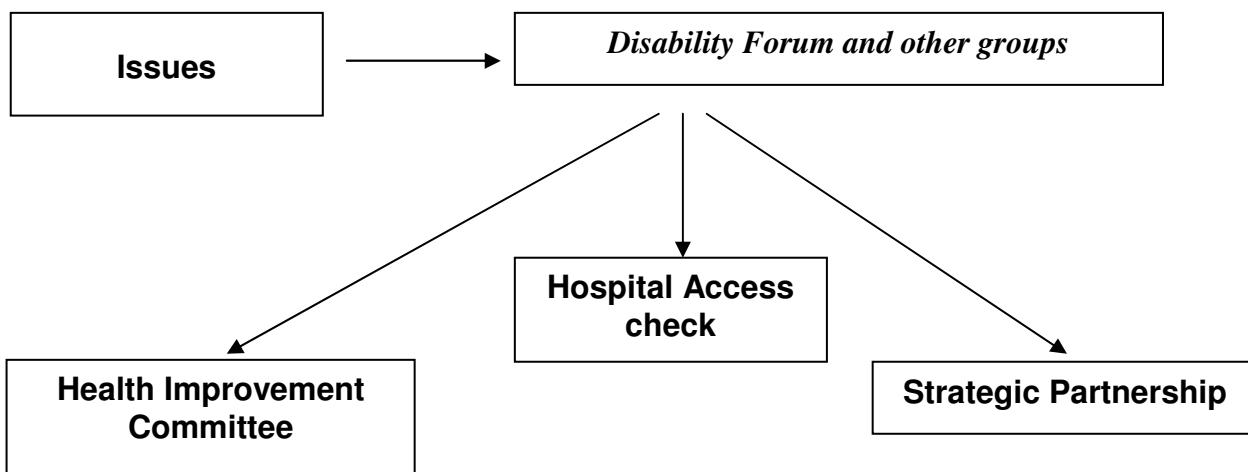 Issues
Disability Forum and other groups
Hospital Access
check
Health Improvement
Committee
Strategic Partnership